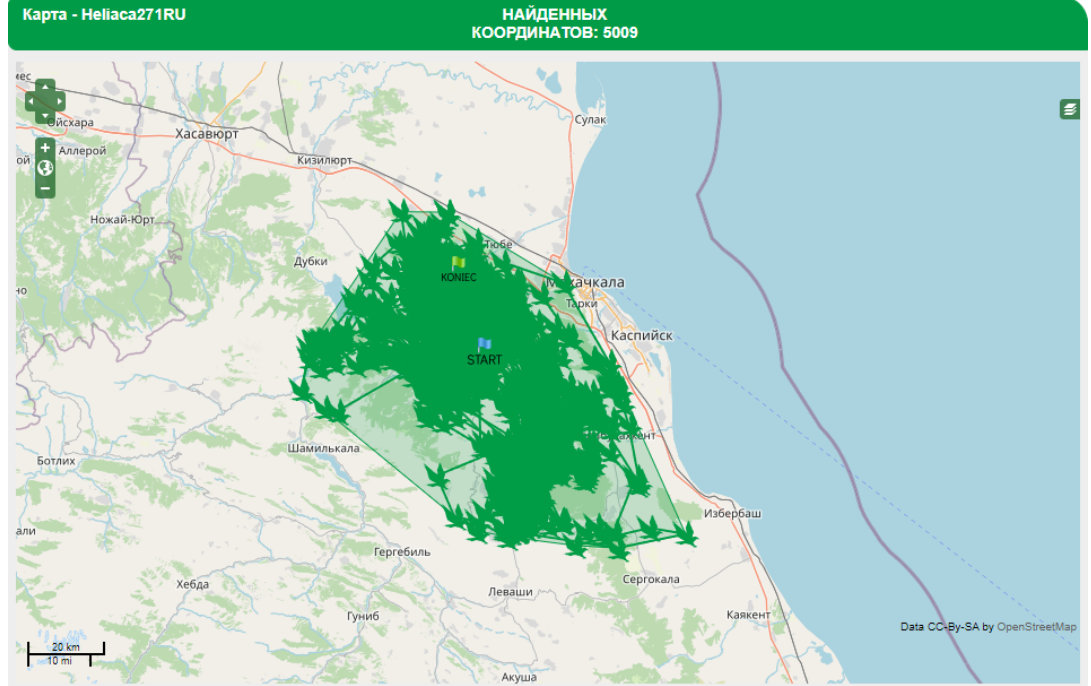 Карта - Heliaca271RU
НАЙДЕННЫХ
КООРДИНАТОВ: 5009
Ойсхара
Хасавюрт
Сулак
Аллерой
Кизилюрт
Ножай-Юрт
Тюбе
Дубки
KONIEC
Тарки
Каспийск
START
Шамилькала
Ботлих
Избербаш
Гергебиль
Хебда
Сергокала
Леваши
Гуниб
Каякент
Data CC-By-SA by OpenStreetMap
20 km
10 mi
Акуша